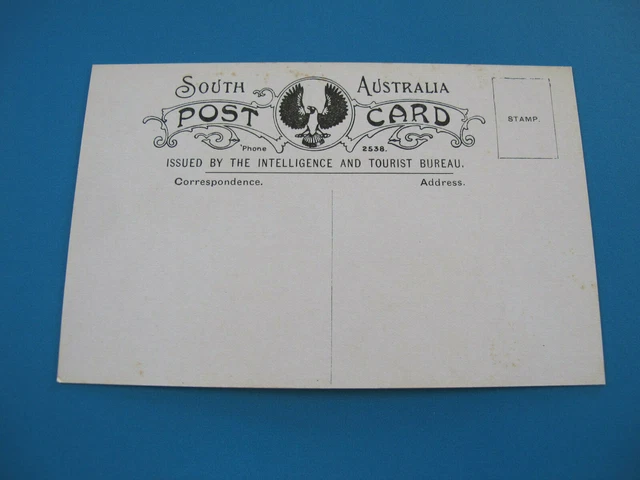 SOUTH AUSTRALIA
POST CARD
STAMP.
'Phone 2538.
ISSUED BY THE INTELLIGENCE AND TOURIST BUREAU.
Correspondence. Address.